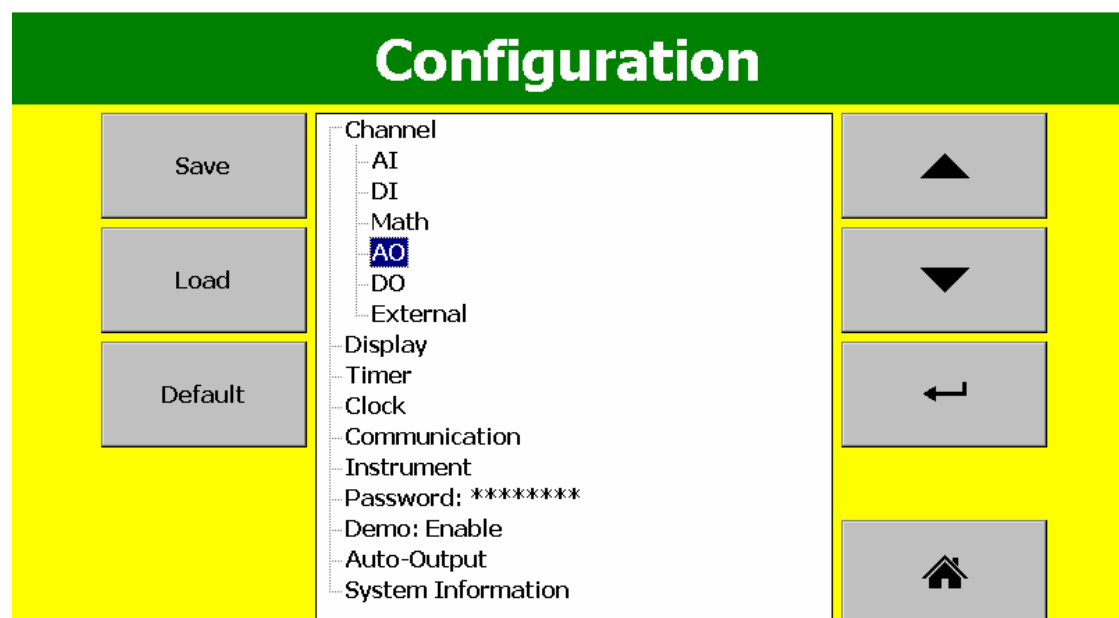 Configuration
Save
Load
Default
Channel
AI
DI
Math
AO
DO
External
Display
Timer
Clock
Communication
Instrument
Password: ********
Demo: Enable
Auto-Output
System Information